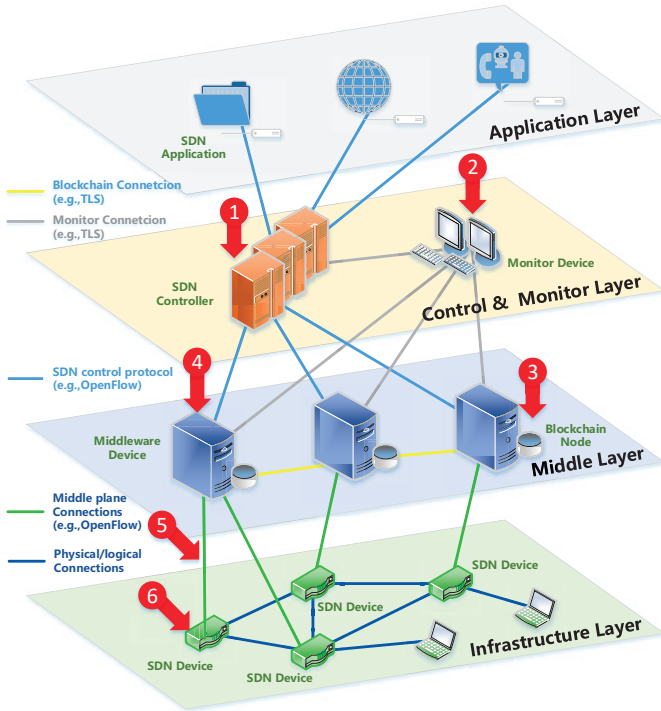 SDN
Application
Application Layer
Blockchain Connetcion
(e.g.,TLS)
Monitor Connetcion
(e.g.,TLS)
1
2
SDN
Controller
Monitor Device
Control & Monitor Layer
SDN control protocol
(e.g.,OpenFlow)
4
3
Middleware
Device
Blockchain
Node
Middle Layer
Middle plane
Connections
(e.g.,OpenFlow)
5
Physical/logical
Connections
6
SDN Device
SDN Device
SDN Device
SDN Device
Infrastructure Layer